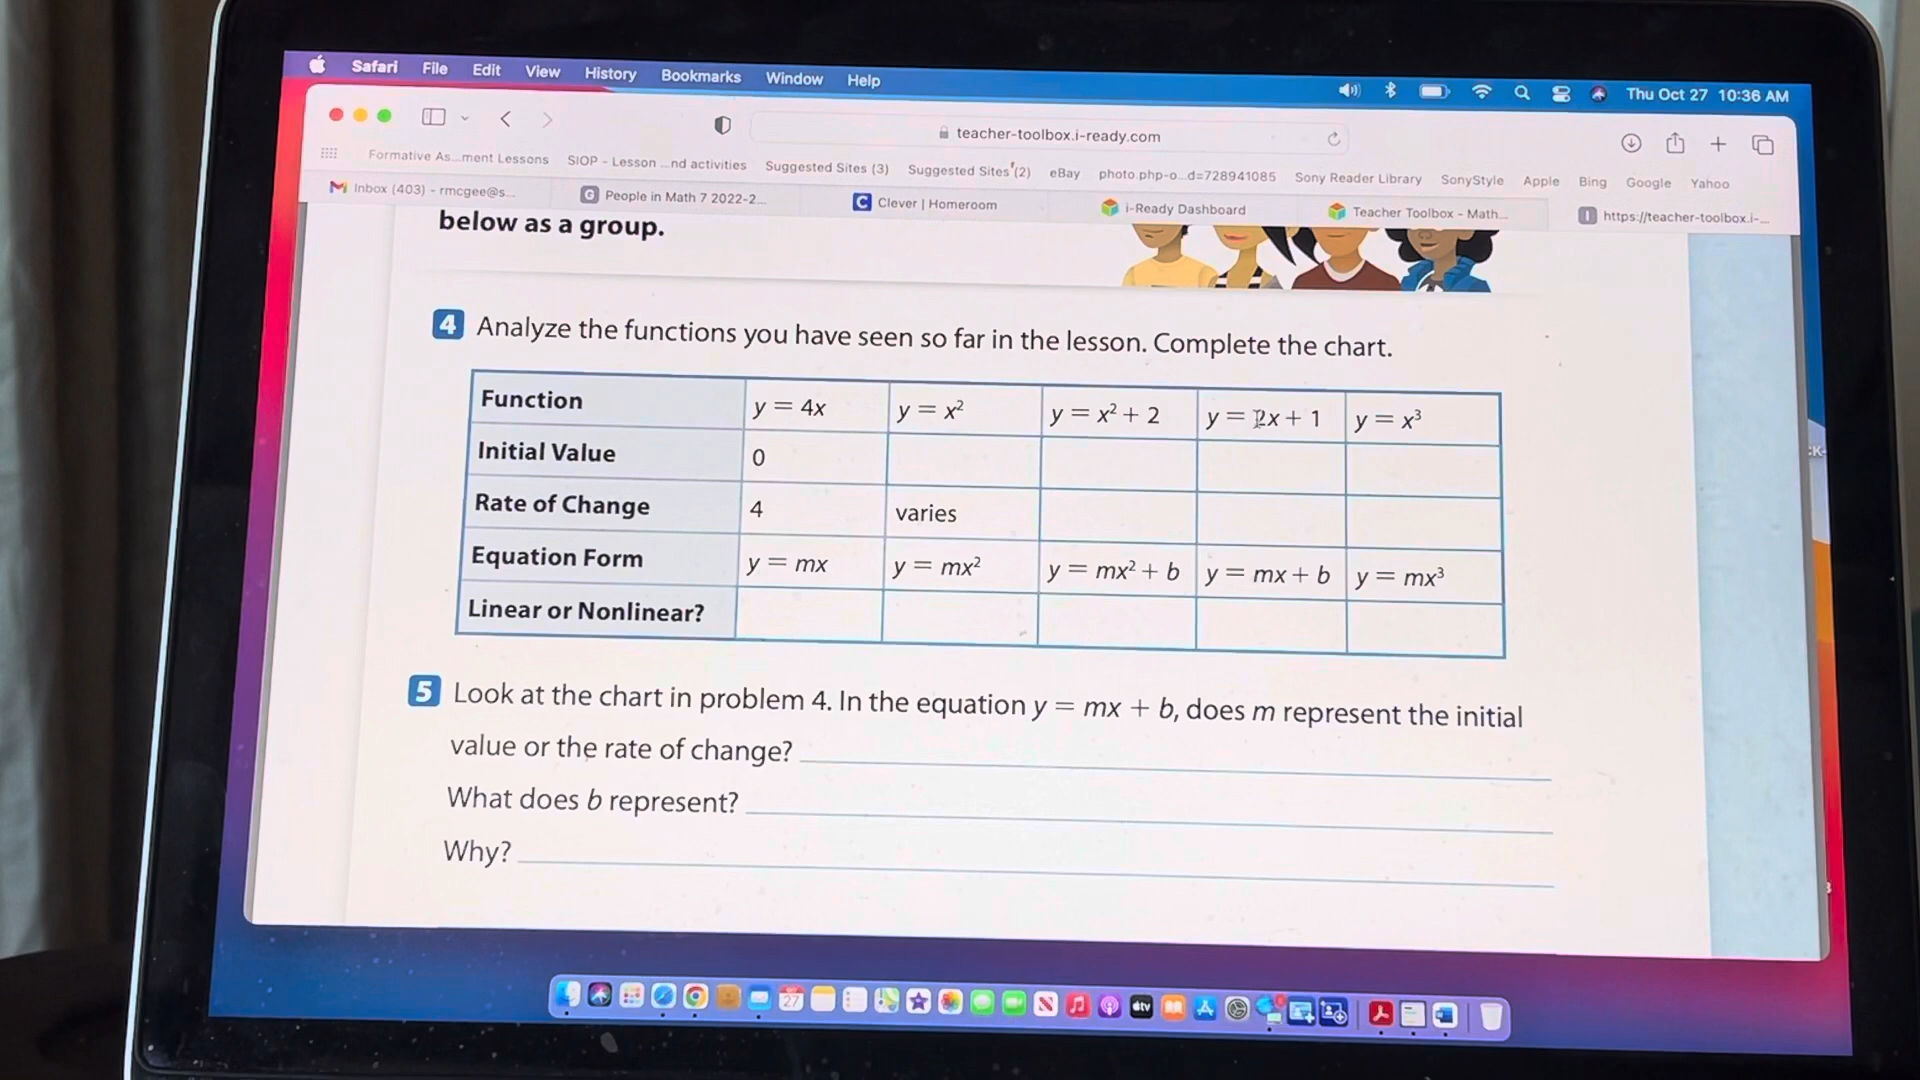 Safari File Edit View History Bookmarks Window Help Thu Oct 27 10:36 AM
teacher-toolbox.i-ready.com
Formative As...ment Lessons SIOP - Lesson ...nd activities Suggested Sites (3) Suggested Sites (2) eBay photo.php-o...d=728941085 Sony Reader Library SonyStyle Apple Bing Google Yahoo
Inbox (403) - rmcgee@s... People in Math 7 2022-2... Clever | Homeroom i-Ready Dashboard Teacher Toolbox - Math... https://teacher-toolbox.i-...
below as a group.
4 Analyze the functions you have seen so far in the lesson. Complete the chart.
Function y = 4x y = x² y = x² + 2 y = 2x + 1 y = x³
Initial Value 0
Rate of Change 4 varies
Equation Form y = mx y = mx² y = mx² + b y = mx + b y = mx³
Linear or Nonlinear?
5 Look at the chart in problem 4. In the equation y = mx + b, does m represent the initial
value or the rate of change?
What does b represent?
Why?